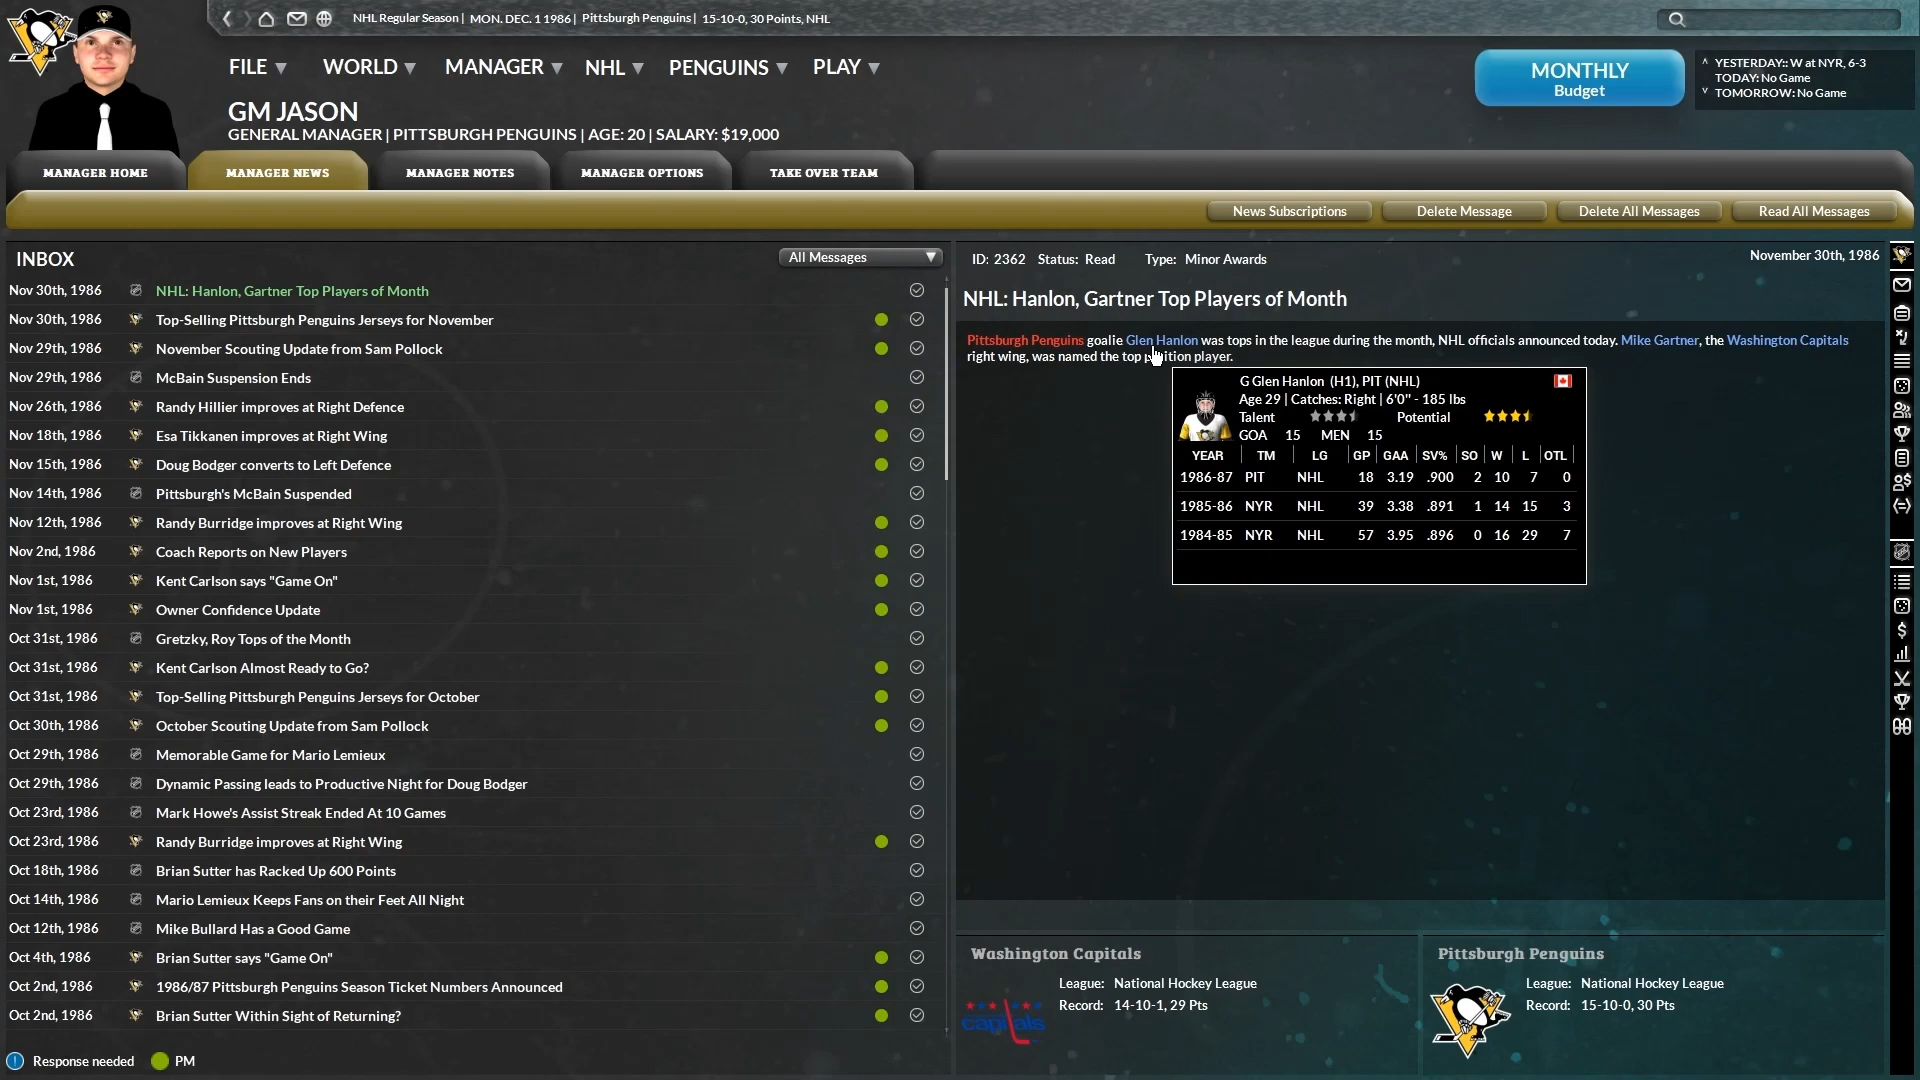 NHL Regular Season | MON. DEC. 1 1986 | Pittsburgh Penguins | 15-10-0, 30 Points, NHL
FILE WORLD MANAGER NHL PENGUINS PLAY
MONTHLY
Budget
YESTERDAY:: W at NYR, 6-3
TODAY: No Game
TOMORROW: No Game
GM JASON
GENERAL MANAGER | PITTSBURGH PENGUINS | AGE: 20 | SALARY: $19,000
MANAGER HOME MANAGER NEWS MANAGER NOTES MANAGER OPTIONS TAKE OVER TEAM
News Subscriptions Delete Message Delete All Messages Read All Messages
INBOX All Messages
Nov 30th, 1986 NHL: Hanlon, Gartner Top Players of Month
Nov 30th, 1986 Top-Selling Pittsburgh Penguins Jerseys for November
Nov 29th, 1986 November Scouting Update from Sam Pollock
Nov 29th, 1986 McBain Suspension Ends
Nov 26th, 1986 Randy Hillier improves at Right Defence
Nov 18th, 1986 Esa Tikkanen improves at Right Wing
Nov 15th, 1986 Doug Bodger converts to Left Defence
Nov 14th, 1986 Pittsburgh's McBain Suspended
Nov 12th, 1986 Randy Burridge improves at Right Wing
Nov 2nd, 1986 Coach Reports on New Players
Nov 1st, 1986 Kent Carlson says "Game On"
Nov 1st, 1986 Owner Confidence Update
Oct 31st, 1986 Gretzky, Roy Tops of the Month
Oct 31st, 1986 Kent Carlson Almost Ready to Go?
Oct 31st, 1986 Top-Selling Pittsburgh Penguins Jerseys for October
Oct 30th, 1986 October Scouting Update from Sam Pollock
Oct 29th, 1986 Memorable Game for Mario Lemieux
Oct 29th, 1986 Dynamic Passing leads to Productive Night for Doug Bodger
Oct 23rd, 1986 Mark Howe's Assist Streak Ended At 10 Games
Oct 23rd, 1986 Randy Burridge improves at Right Wing
Oct 18th, 1986 Brian Sutter has Racked Up 600 Points
Oct 14th, 1986 Mario Lemieux Keeps Fans on their Feet All Night
Oct 12th, 1986 Mike Bullard Has a Good Game
Oct 4th, 1986 Brian Sutter says "Game On"
Oct 2nd, 1986 1986/87 Pittsburgh Penguins Season Ticket Numbers Announced
Oct 2nd, 1986 Brian Sutter Within Sight of Returning?
Response needed PM
ID: 2362 Status: Read Type: Minor Awards November 30th, 1986
NHL: Hanlon, Gartner Top Players of Month
Pittsburgh Penguins goalie Glen Hanlon was tops in the league during the month, NHL officials announced today. Mike Gartner, the Washington Capitals
right wing, was named the top player.
G Glen Hanlon (H1), PIT (NHL)
Age 29 | Catches: Right | 6'0" - 185 lbs
Talent Potential
GOA 15 MEN 15
YEAR TM LG GP GAA SV% SO W L OTL
1986-87 PIT NHL 18 3.19 .900 2 10 7 0
1985-86 NYR NHL 39 3.38 .891 1 14 15 3
1984-85 NYR NHL 57 3.95 .896 0 16 29 7
Washington Capitals
League: National Hockey League
Record: 14-10-1, 29 Pts
capitals
Pittsburgh Penguins
League: National Hockey League
Record: 15-10-0, 30 Pts